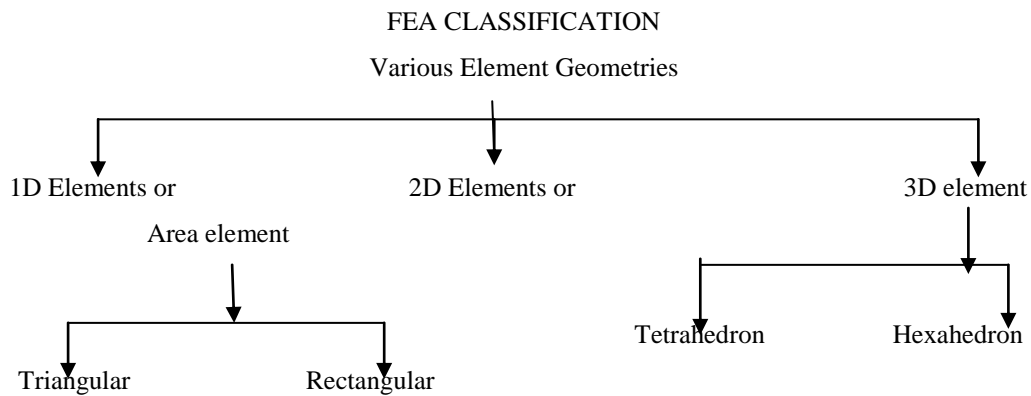 FEA CLASSIFICATION
Various Element Geometries
1D Elements or 2D Elements or 3D element
Area element
Tetrahedron Hexahedron
Triangular Rectangular